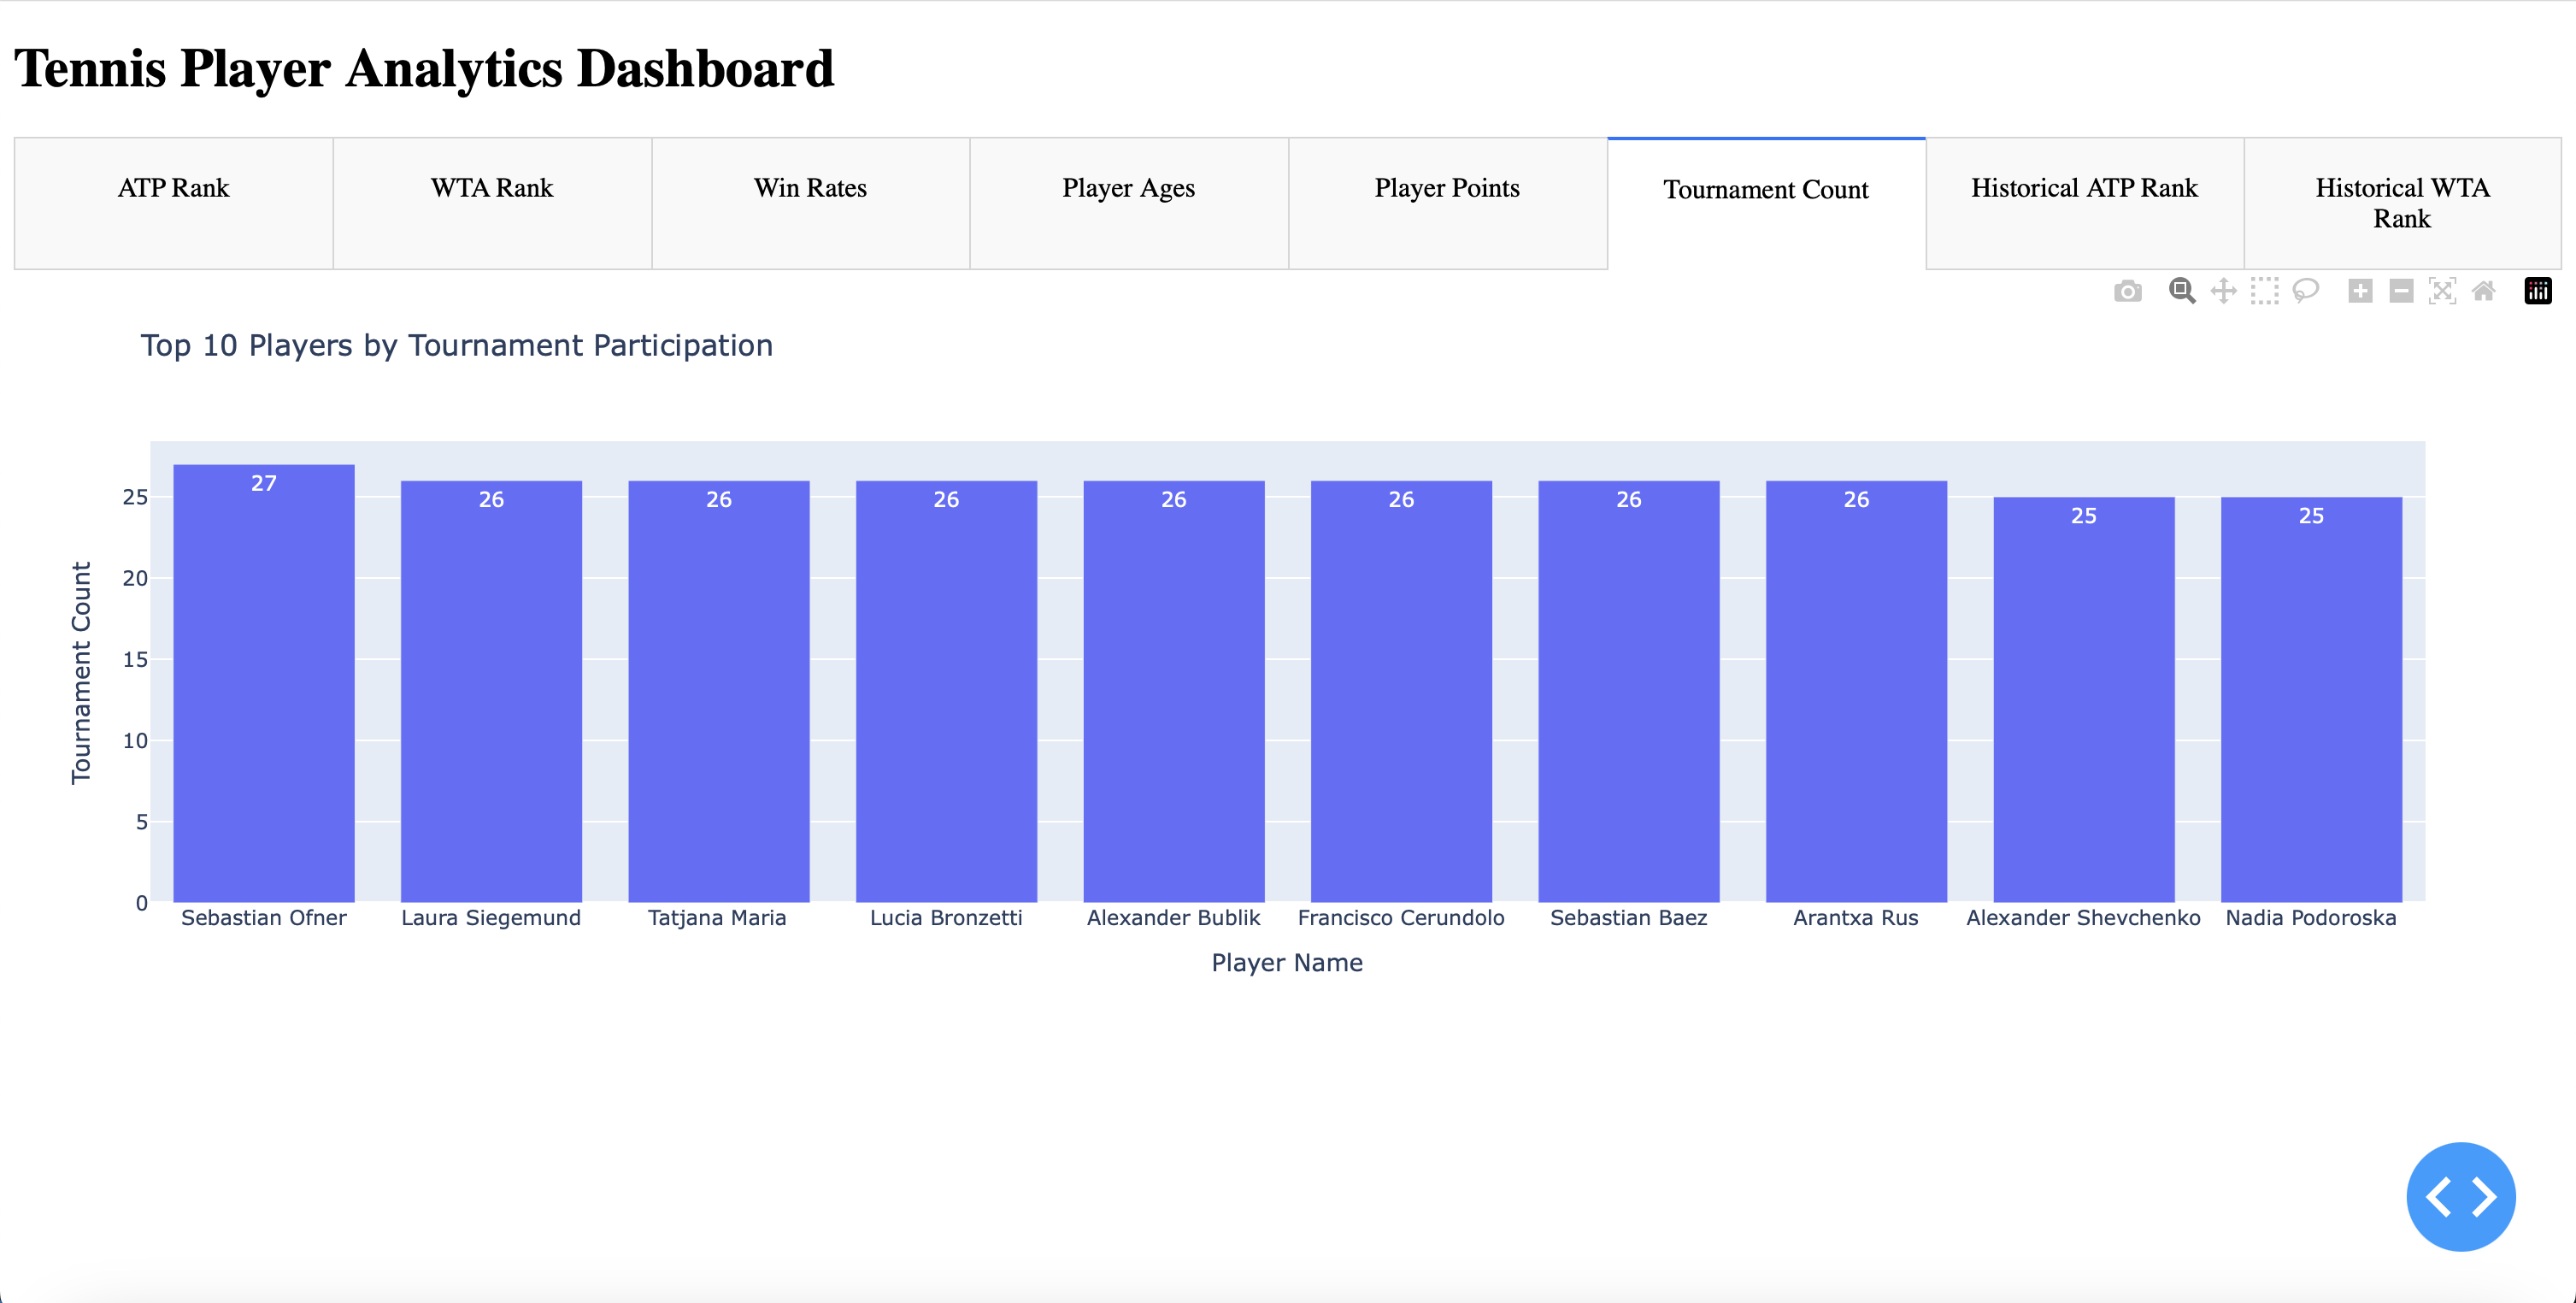 Tennis Player Analytics Dashboard
ATP Rank
WTA Rank
Win Rates
Player Ages
Player Points
Tournament Count
Historical ATP Rank
Historical WTA
Rank
Top 10 Players by Tournament Participation
Tournament Count
25
20
15
10
5
0
27
26
26
26
26
26
26
26
25
25
Sebastian Ofner
Laura Siegemund
Tatjana Maria
Lucia Bronzetti
Alexander Bublik
Francisco Cerundolo
Sebastian Baez
Arantxa Rus
Alexander Shevchenko
Nadia Podoroska
Player Name